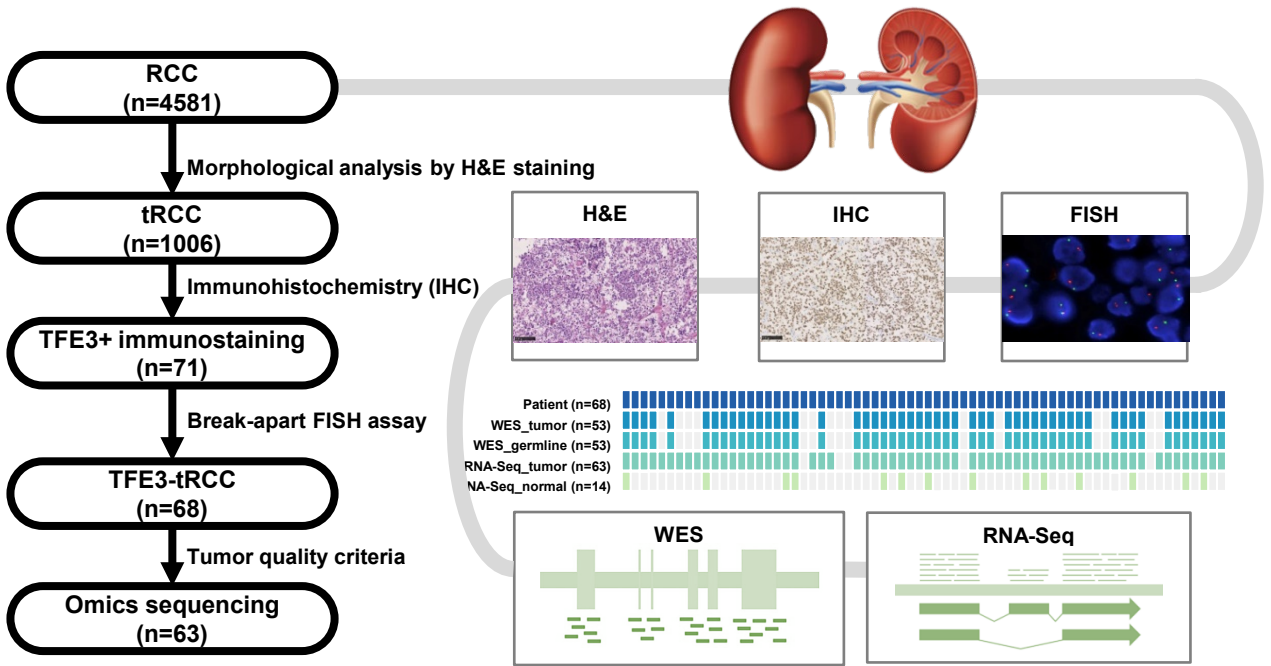 RCC
(n=4581)
Morphological analysis by H&E staining
tRCC
(n=1006)
Immunohistochemistry (IHC)
TFE3+ immunostaining
(n=71)
Break-apart FISH assay
TFE3-tRCC
(n=68)
Tumor quality criteria
Omics sequencing
(n=63)
H&E
IHC
FISH
Patient (n=68)
WES_tumor (n=53)
WES_germline (n=53)
RNA-Seq_tumor (n=63)
NA-Seq_normal (n=14)
WES
RNA-Seq